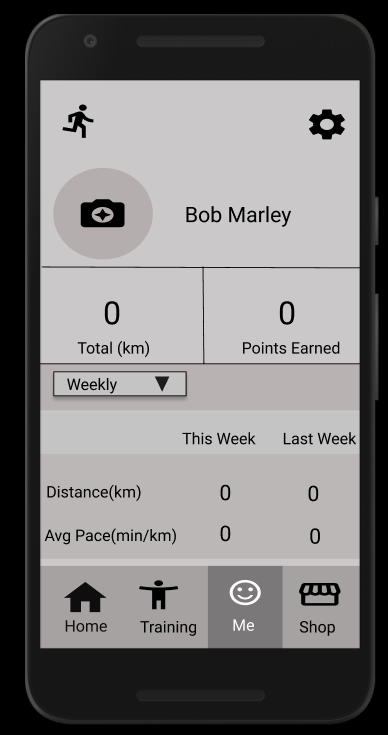 Bob Marley
0 0
Total (km) Points Earned
Weekly
This Week Last Week
Distance(km) 0 0
Avg Pace(min/km) 0 0
Home Training Me Shop